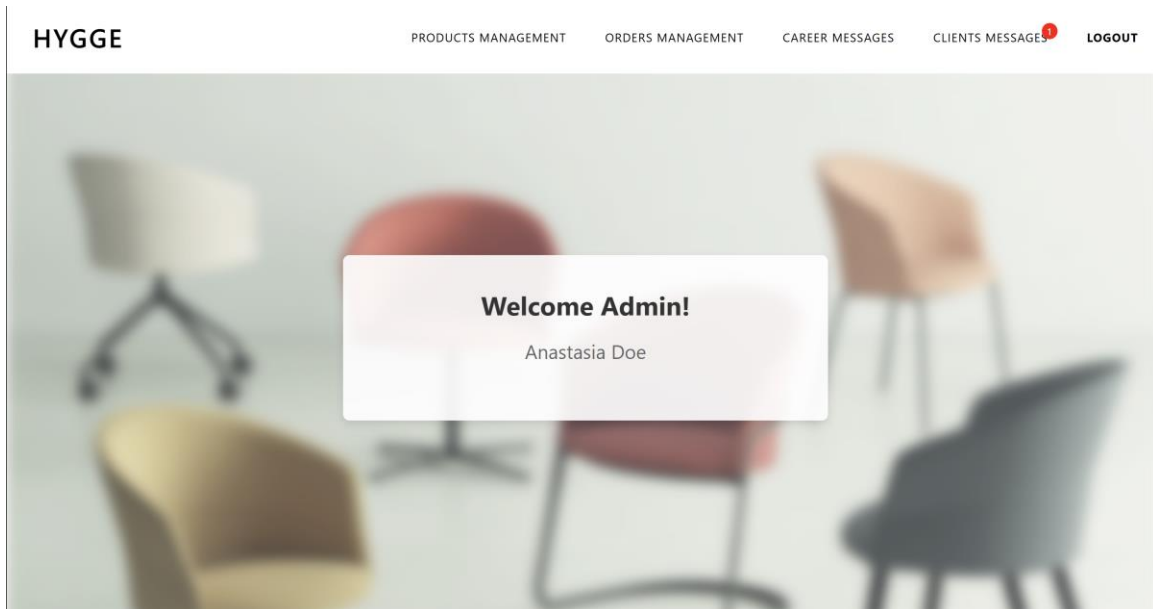 HYGGE
PRODUCTS MANAGEMENT
ORDERS MANAGEMENT
CAREER MESSAGES
CLIENTS MESSAGES
1
LOGOUT
Welcome Admin!
Anastasia Doe